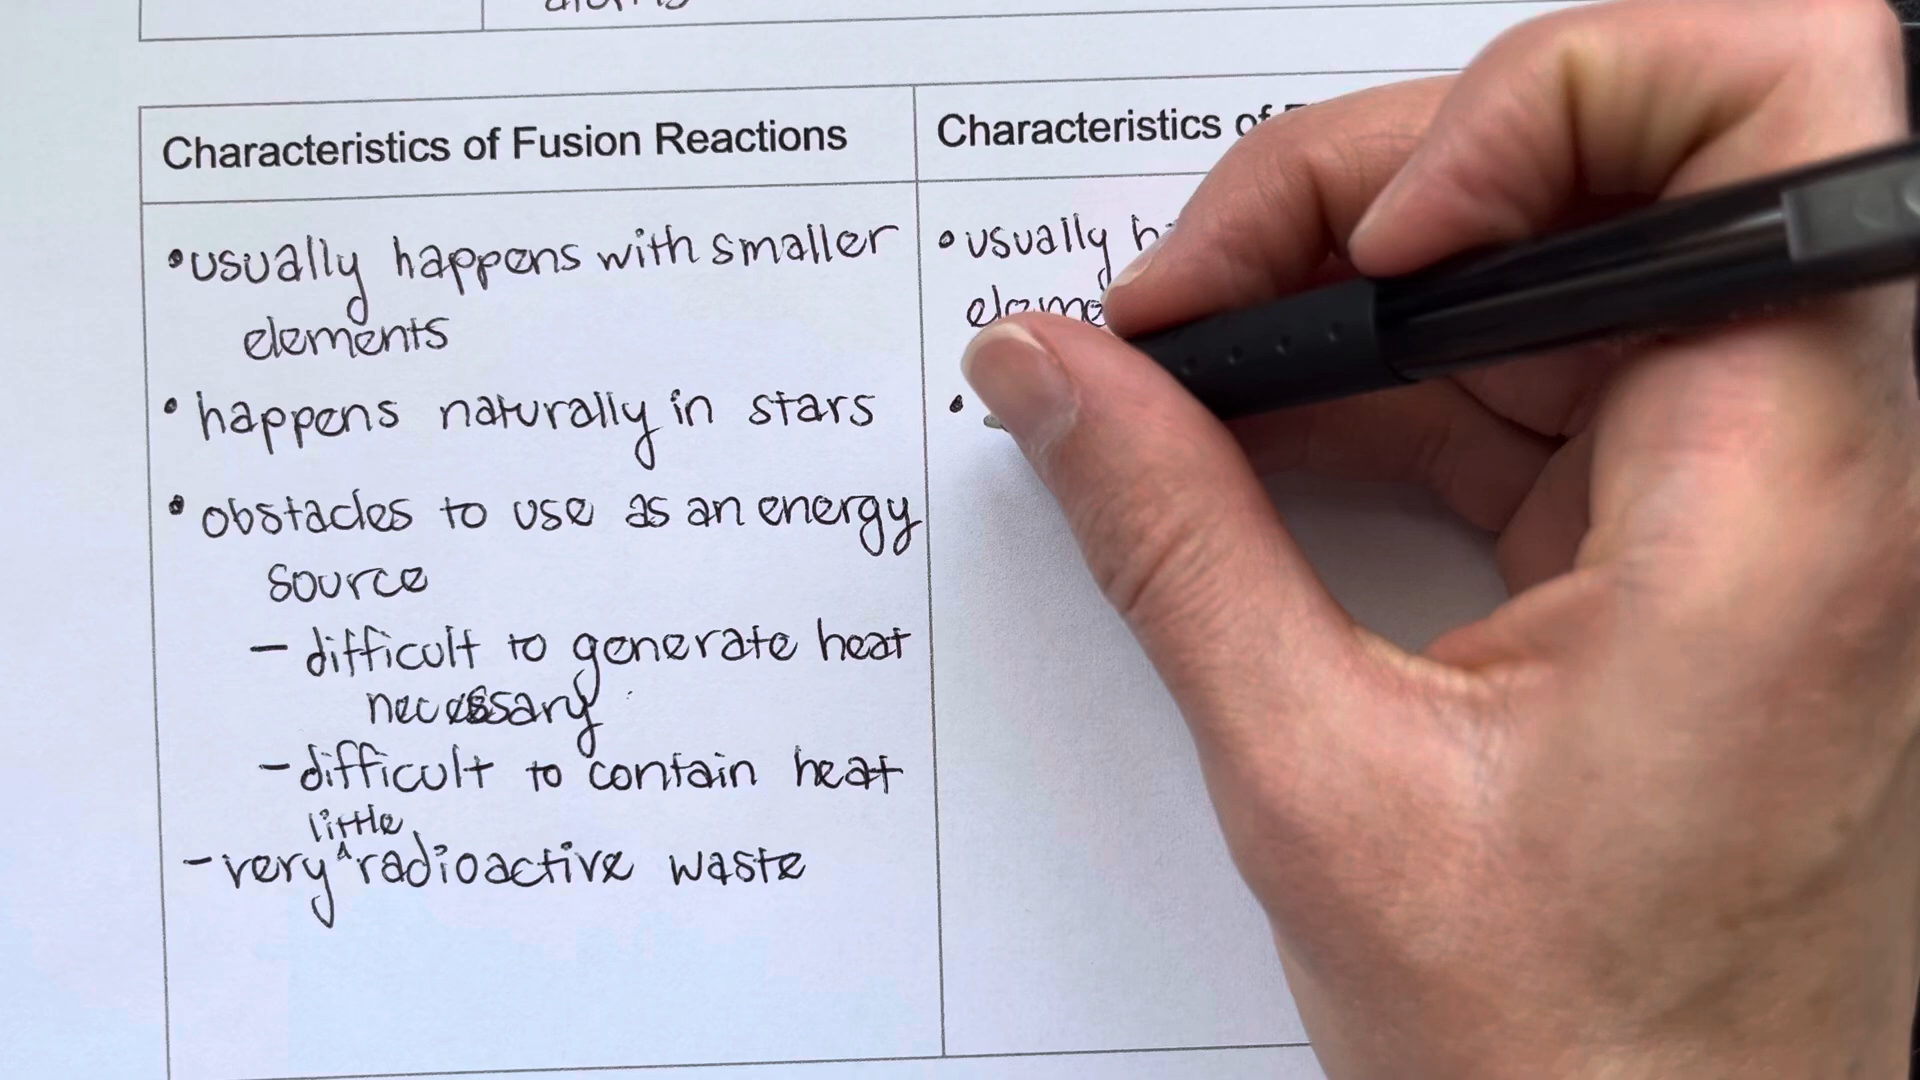 Characteristics of Fusion Reactions
usually happens with smaller
elements
happens naturally in stars
obstacles to use as an energy
source
- difficult to generate heat
necessary
- difficult to contain heat
- very little radioactive waste
Characteristics of
usually